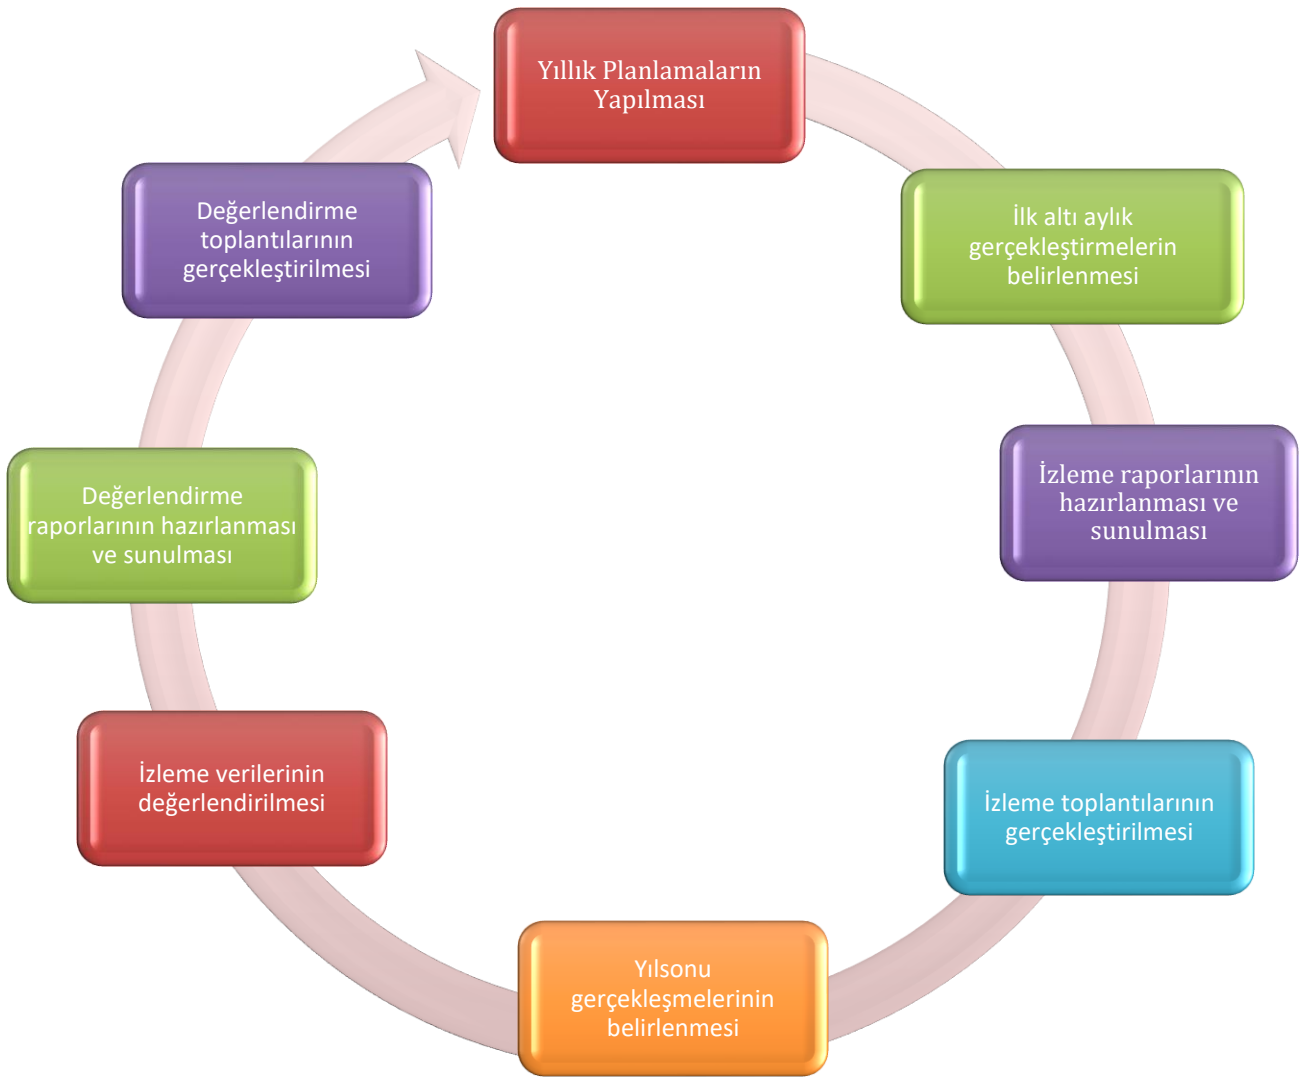 Yıllık Planlamaların
Yapılması
İlk altı aylık
gerçekleştirmelerin
belirlenmesi
İzleme raporlarının
hazırlanması ve
sunulması
İzleme toplantılarının
gerçekleştirilmesi
Yılsonu
gerçekleşmelerinin
belirlenmesi
İzleme verilerinin
değerlendirilmesi
Değerlendirme
raporlarının hazırlanması
ve sunulması
Değerlendirme
toplantılarının
gerçekleştirilmesi